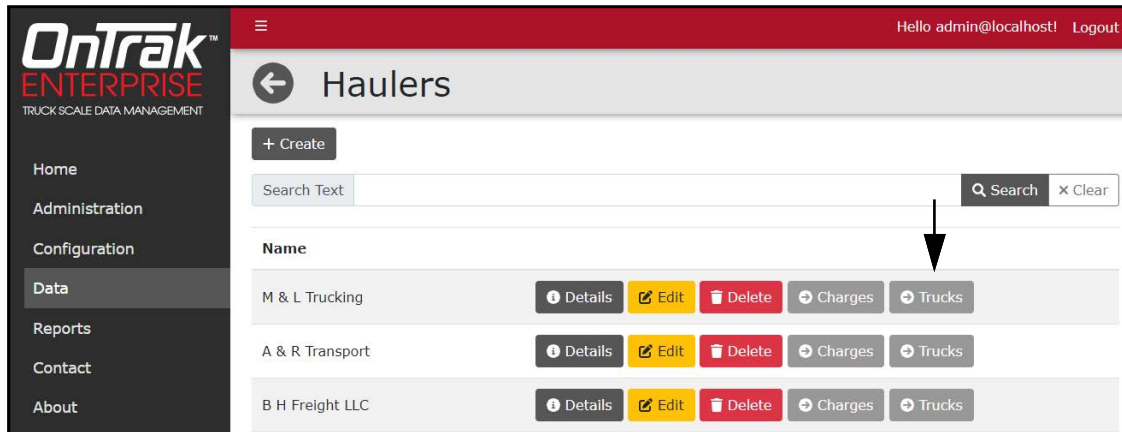 OnTrak™
ENTERPRISE
TRUCK SCALE DATA MANAGEMENT
Home
Administration
Configuration
Data
Reports
Contact
About
Hello admin@localhost! Logout
Haulers
+ Create
Search Text Search × Clear
Name
M & L Trucking Details Edit Delete Charges Trucks
A & R Transport Details Edit Delete Charges Trucks
B H Freight LLC Details Edit Delete Charges Trucks